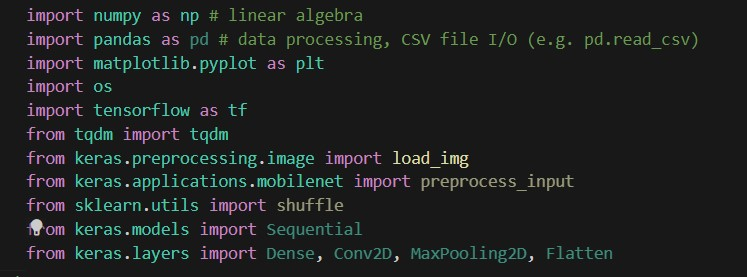 import numpy as np # linear algebra
import pandas as pd # data processing, CSV file I/O (e.g. pd.read_csv)
import matplotlib.pyplot as plt
import os
import tensorflow as tf
from tqdm import tqdm
from keras.preprocessing.image import load_img
from keras.applications.mobilenet import preprocess_input
from sklearn.utils import shuffle
from keras.models import Sequential
from keras.layers import Dense, Conv2D, MaxPooling2D, Flatten